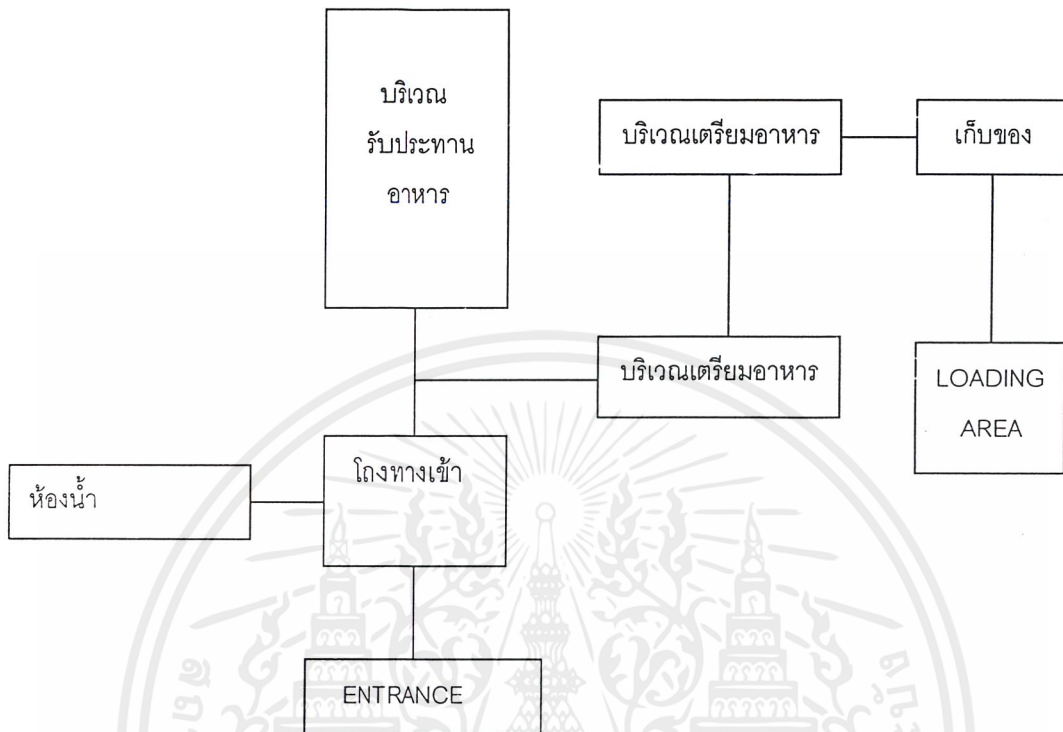 บริเวณ
รับประทาน
อาหาร
บริเวณเตรียมอาหาร
เก็บของ
บริเวณเตรียมอาหาร
LOADING
AREA
โถงทางเข้า
ห้องน้ำ
ENTRANCE